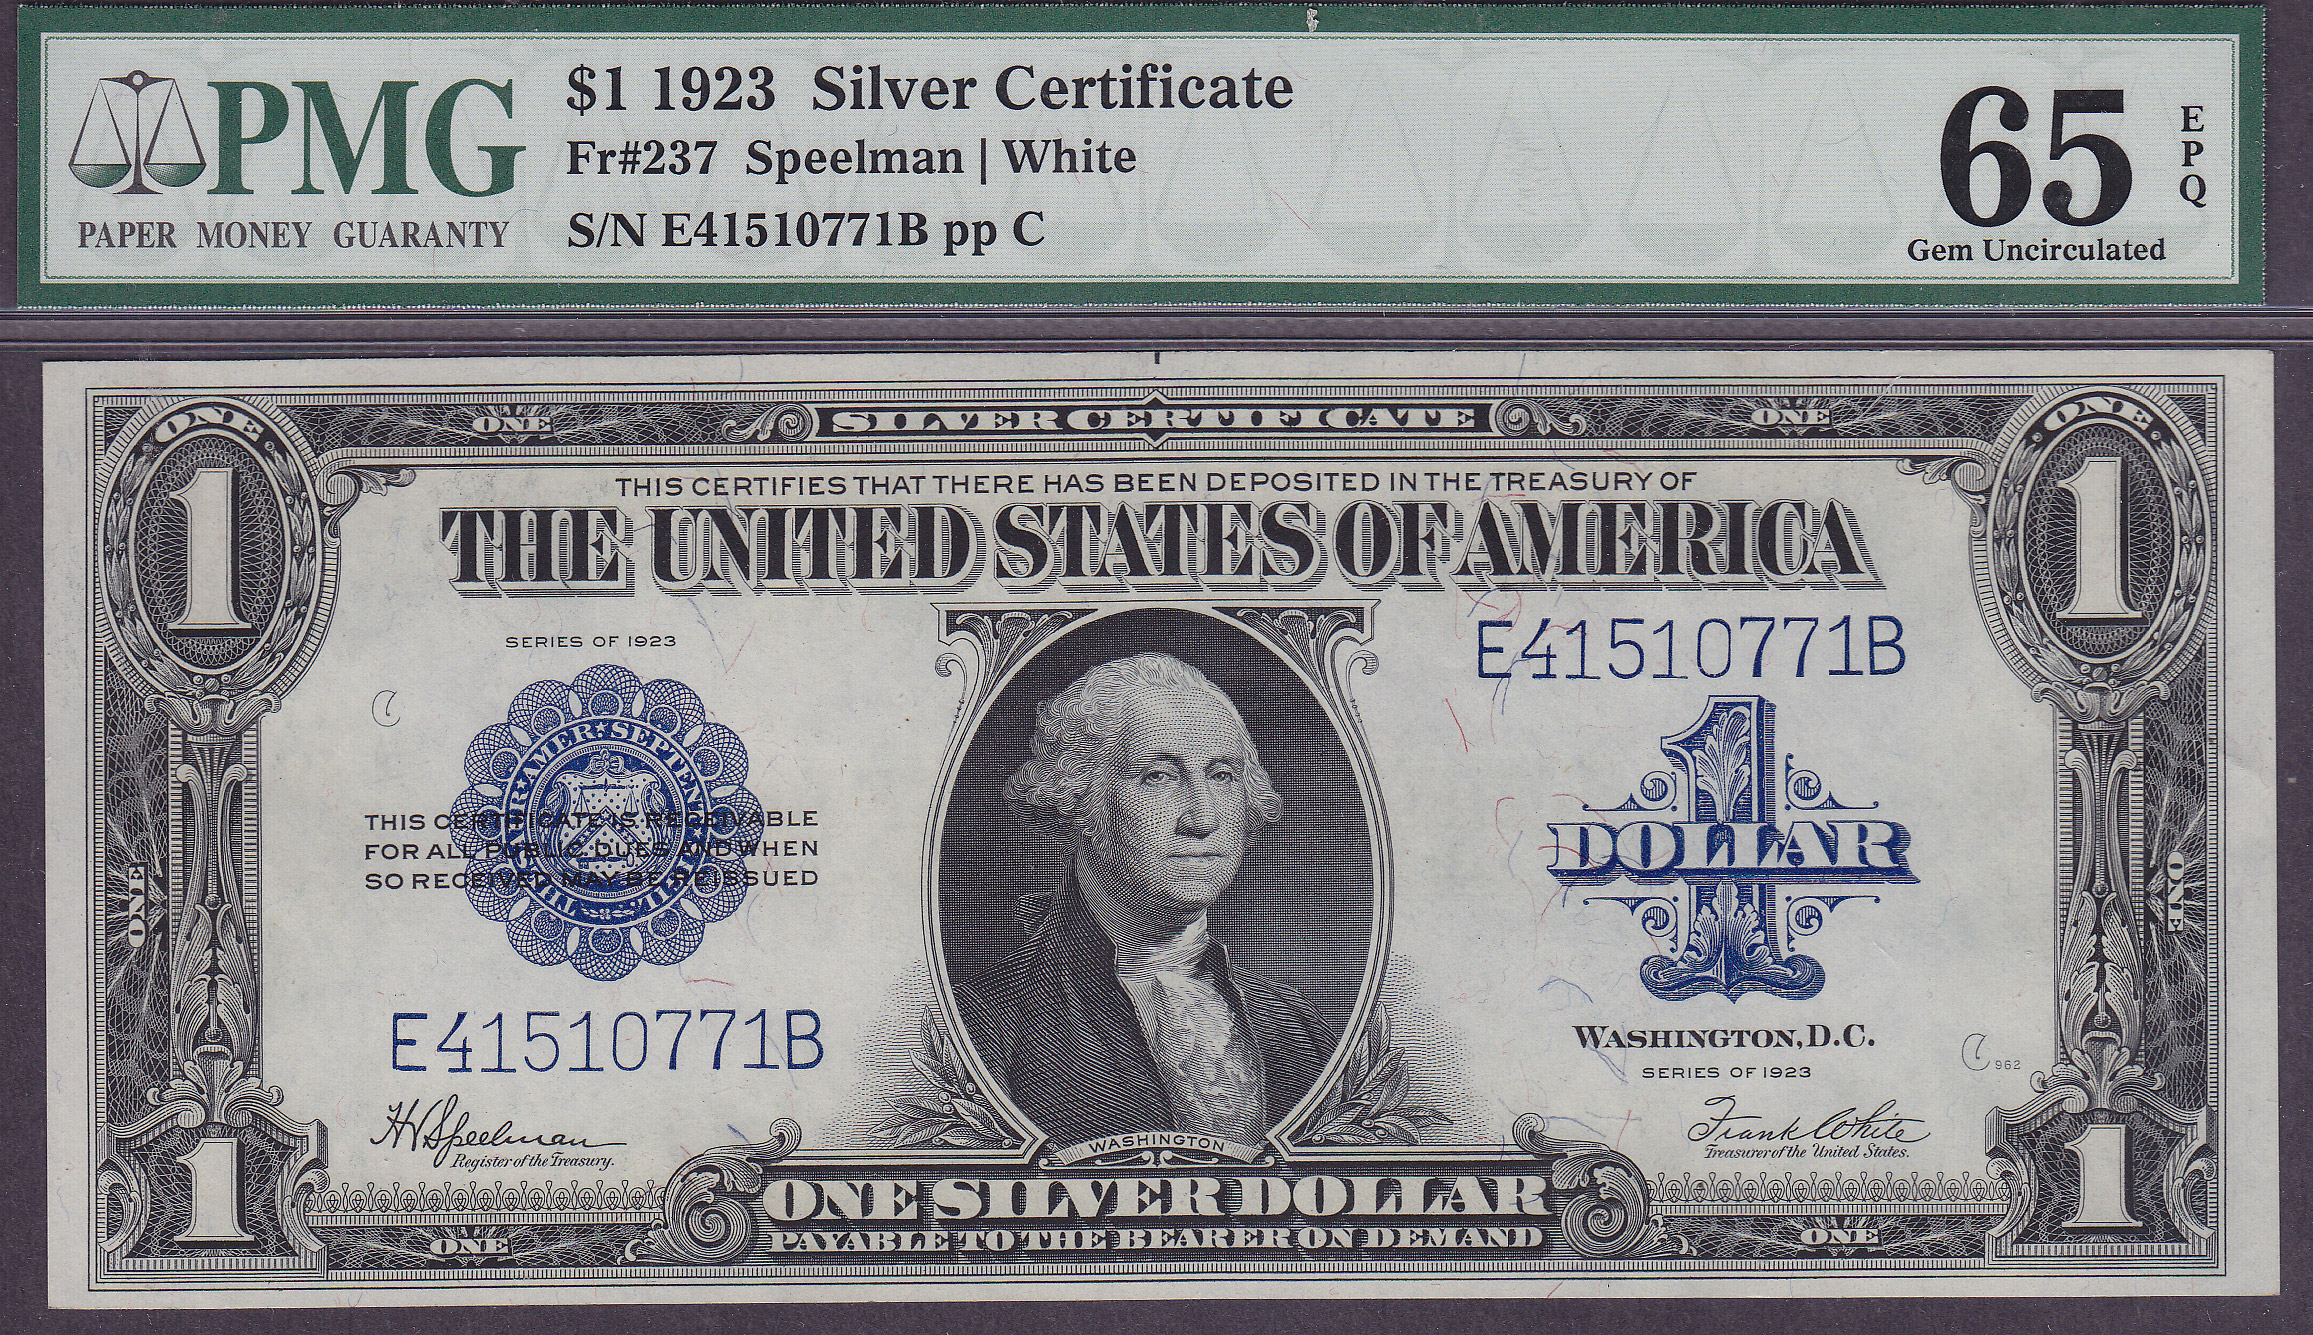 PMG
PAPER MONEY GUARANTY
$1 1923 Silver Certificate
Fr#237 Speelman | White
S/N E41510771B pp C
65
EPQ
Gem Uncirculated
ONE
ONE
SILVER CERTIFICATE
ONE
ONE
1
1
THIS CERTIFIES THAT THERE HAS BEEN DEPOSITED IN THE TREASURY OF
THE UNITED STATES OF AMERICA
SERIES OF 1923
E41510771B
C
THESAUR. AMER. SEPTENT. SIGIL.
THIS CERTIFICATE IS RECEIVABLE
FOR ALL PUBLIC DUES AND WHEN
SO RECEIVED MAY BE REISSUED
1
DOLLAR
ONE
ONE
E41510771B
WASHINGTON, D.C.
SERIES OF 1923
C 962
H V Speelman
Register of the Treasury.
WASHINGTON
Frank White
Treasurer of the United States.
1
1
ONE SILVER DOLLAR
PAYABLE TO THE BEARER ON DEMAND
ONE
ONE